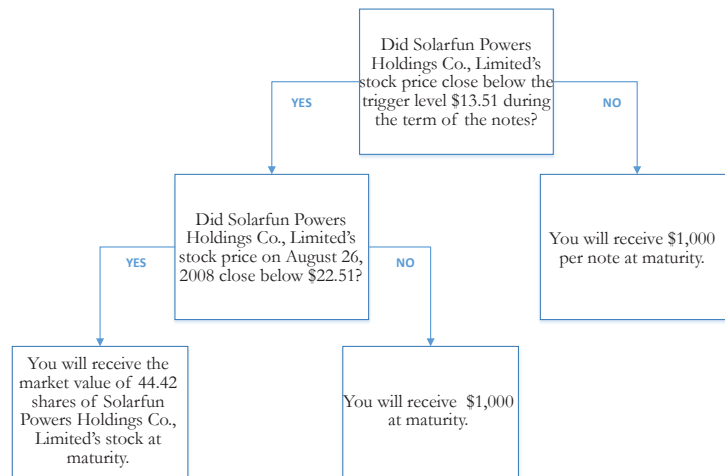 Did Solarfun Powers
Holdings Co., Limited's
stock price close below the
trigger level $13.51 during
the term of the notes?
YES
NO
Did Solarfun Powers
Holdings Co., Limited's
stock price on August 26,
2008 close below $22.51?
You will receive $1,000
per note at maturity.
YES
NO
You will receive the
market value of 44.42
shares of Solarfun
Powers Holdings Co.,
Limited's stock at
maturity.
You will receive $1,000
at maturity.